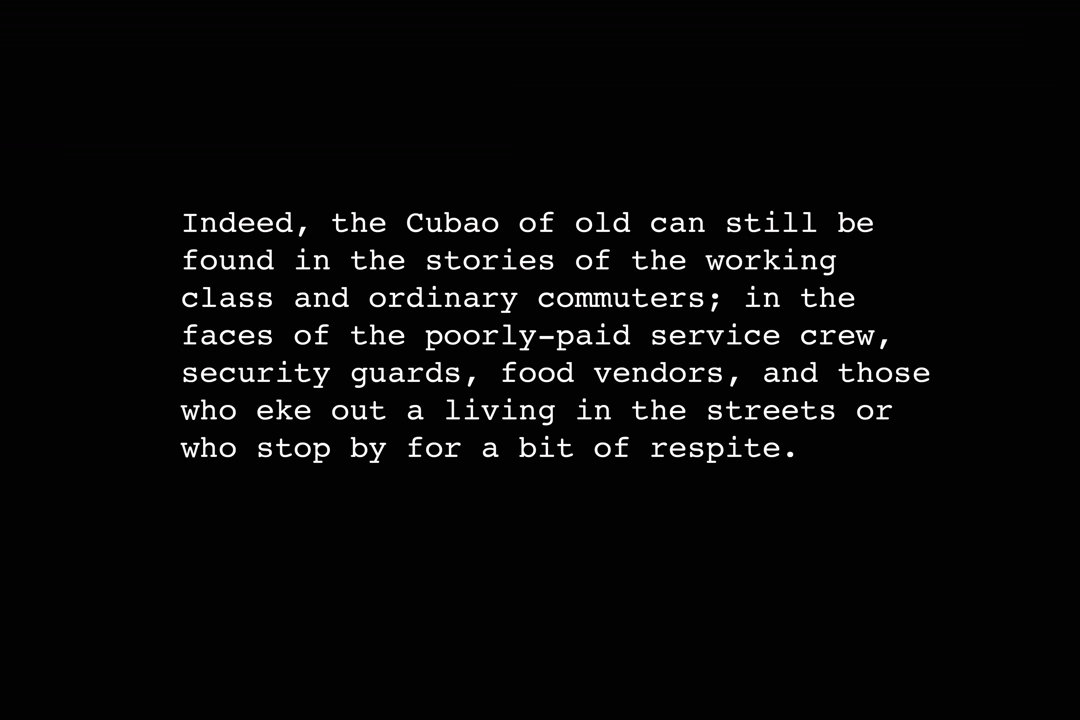 Indeed, the Cubao of old can still be
found in the stories of the working
class and ordinary commuters; in the
faces of the poorly-paid service crew,
security guards, food vendors, and those
who eke out a living in the streets or
who stop by for a bit of respite.